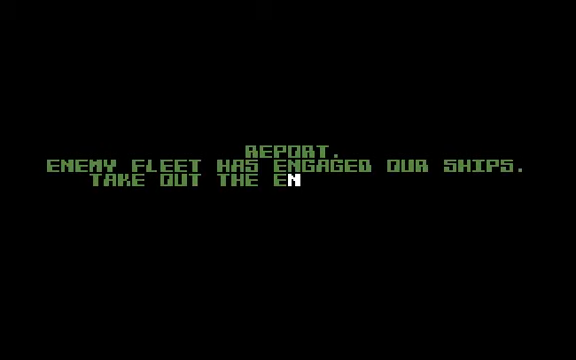 REPORT.
ENEMY FLEET HAS ENGAGED OUR SHIPS.
TAKE OUT THE EN